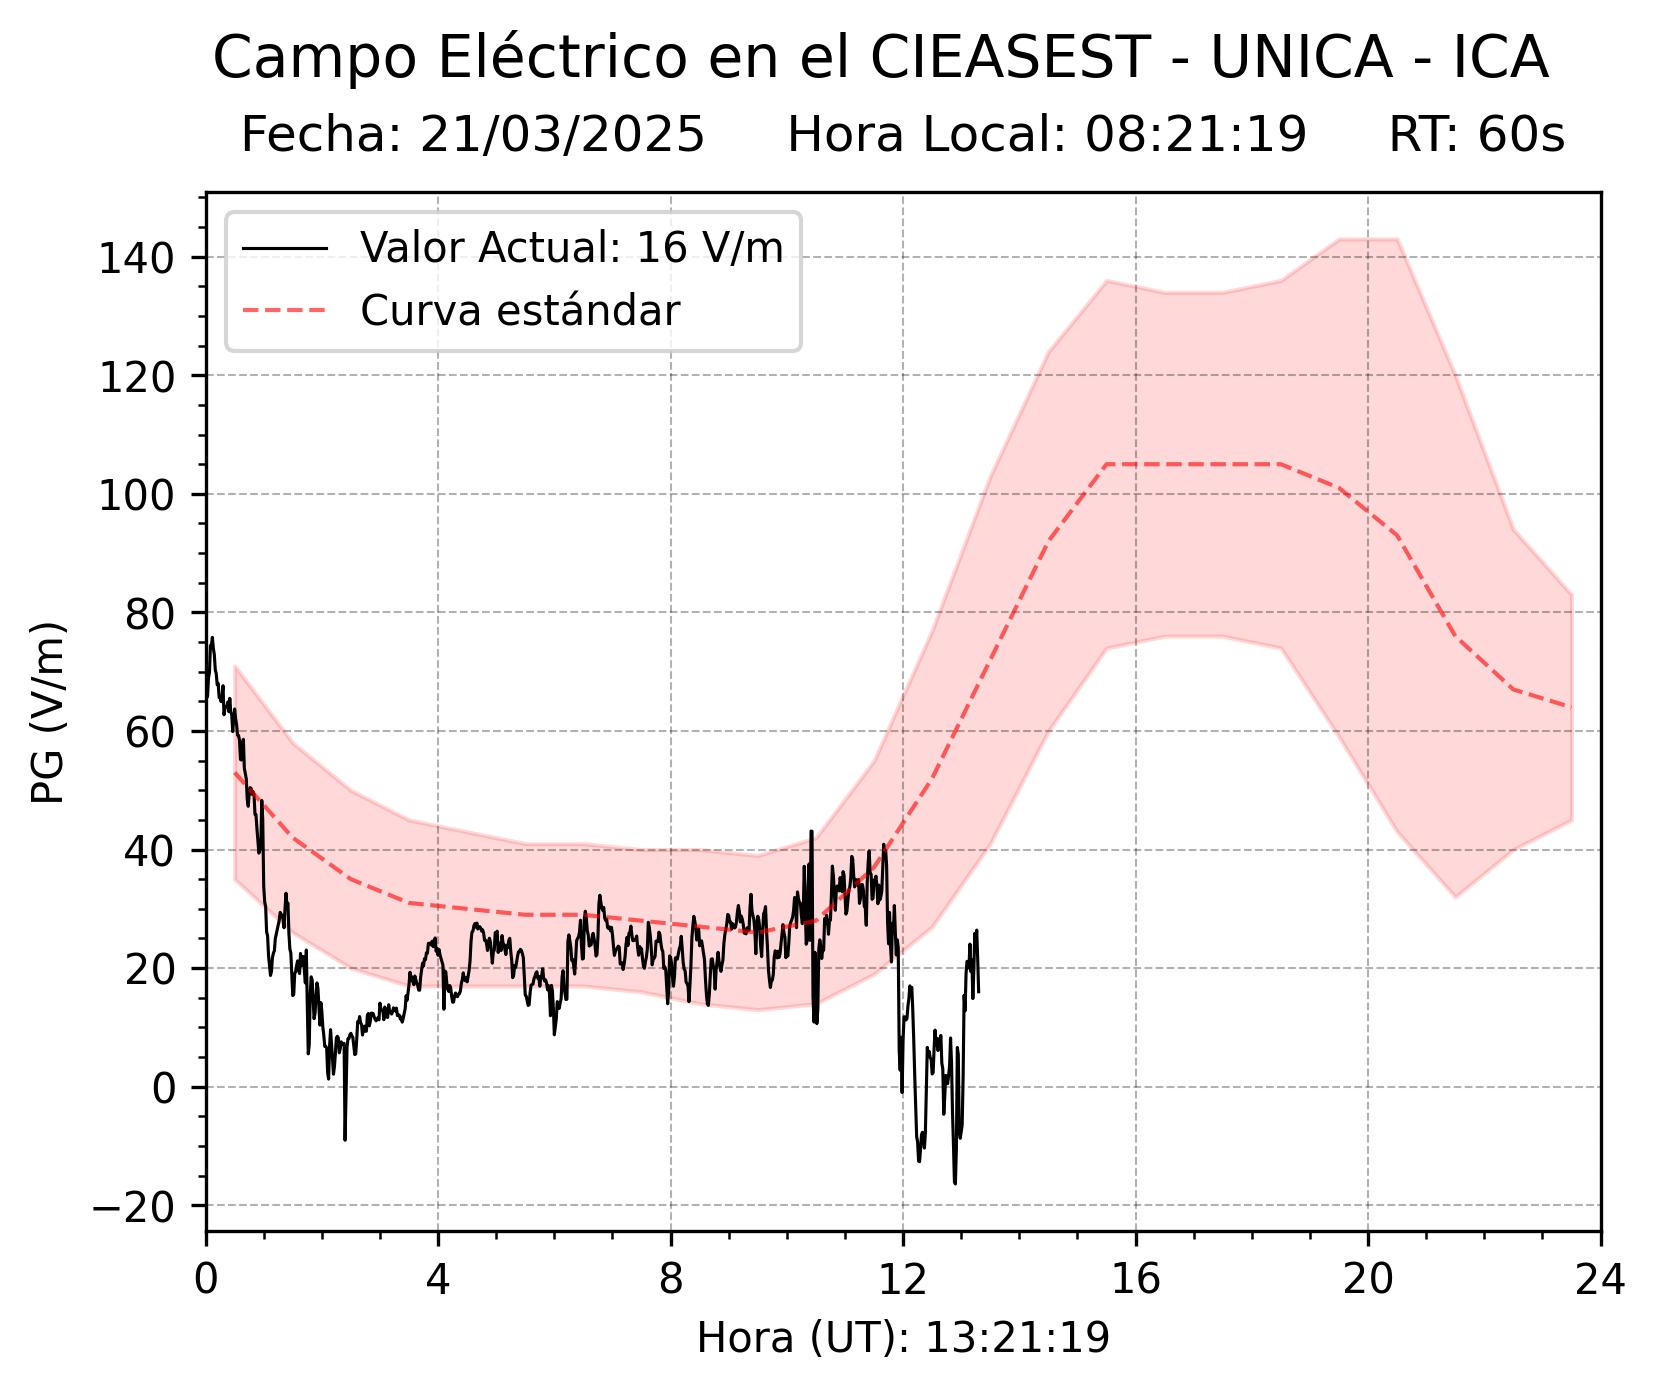 Campo Eléctrico en el CIEASEST - UNICA - ICA
Fecha: 21/03/2025 Hora Local: 08:21:19 RT: 60s
Valor Actual: 16 V/m
Curva estándar
140
120
100
80
60
40
20
0
−20
PG (V/m)
0 4 8 12 16 20 24
Hora (UT): 13:21:19